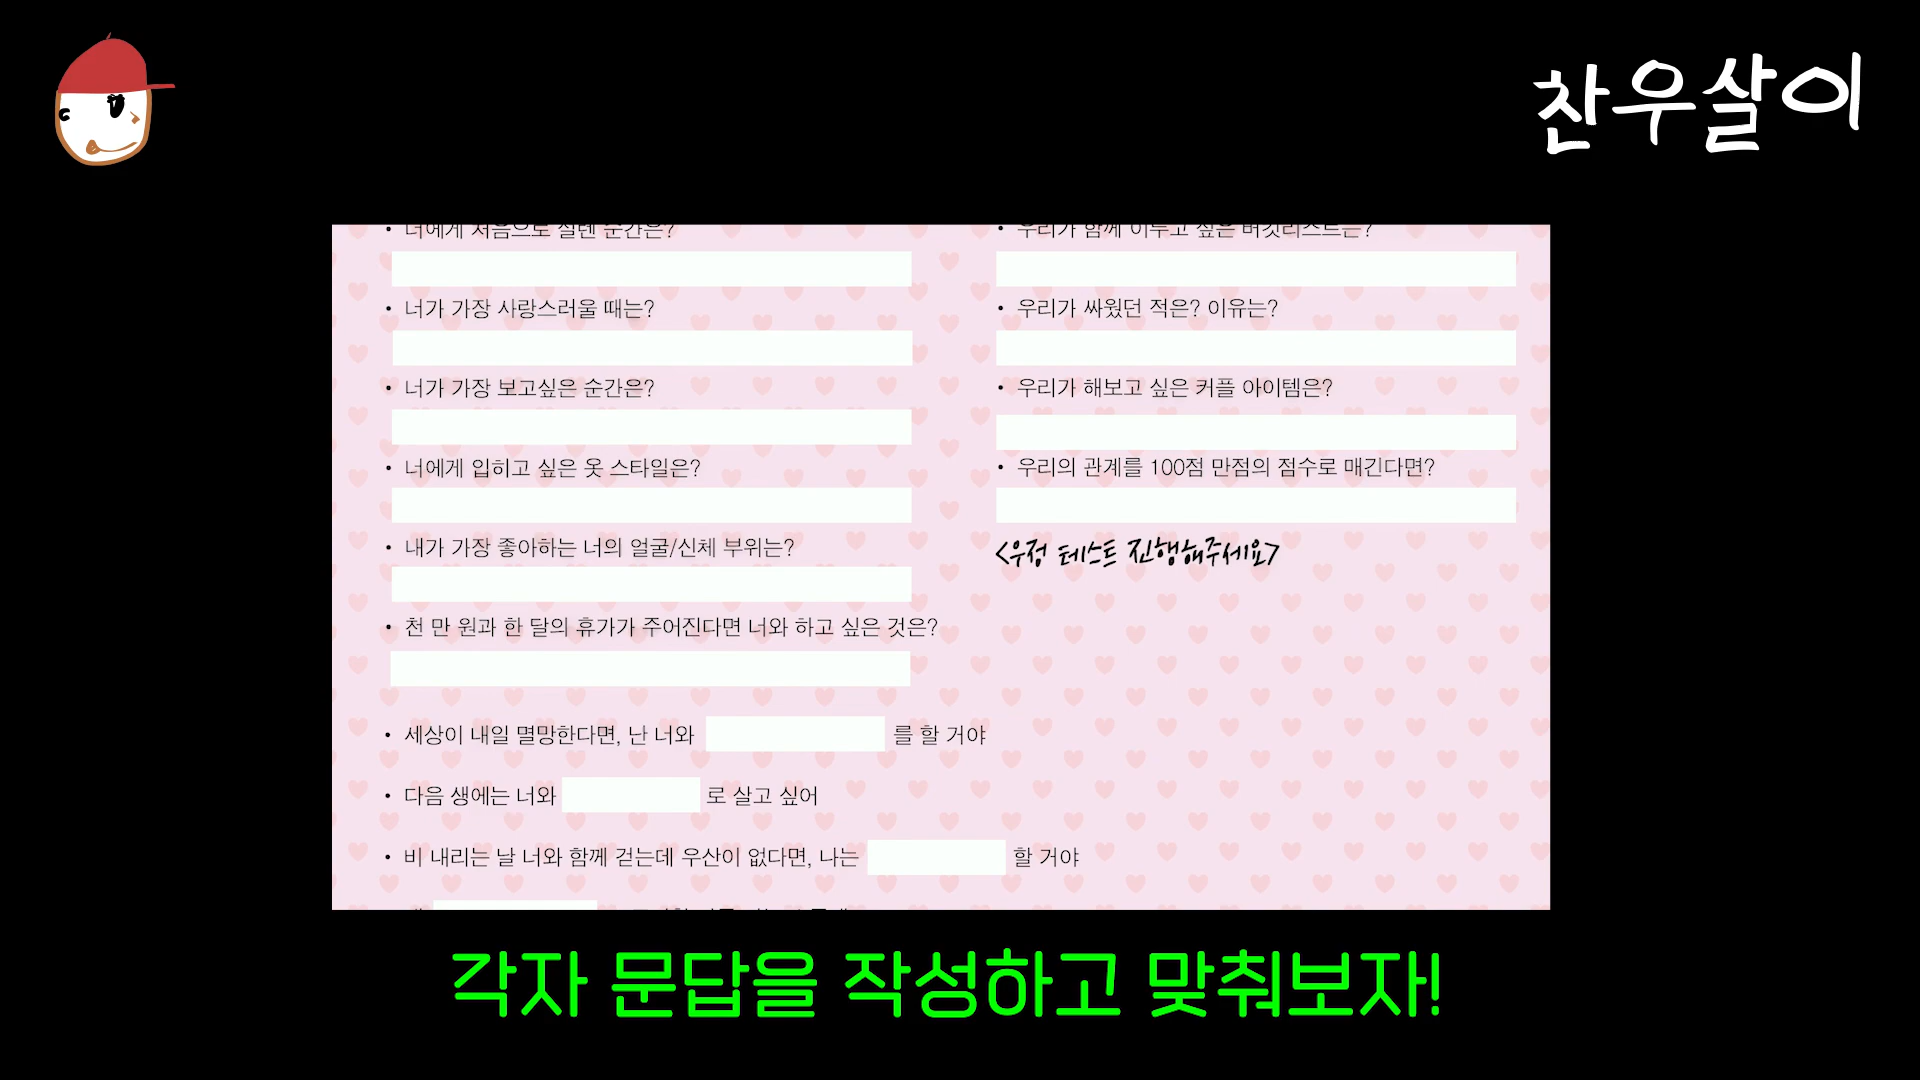 찬우살이
너에게 처음으로 설렌 순간은?
너가 가장 사랑스러울 때는?
너가 가장 보고싶은 순간은?
너에게 입히고 싶은 옷 스타일은?
내가 가장 좋아하는 너의 얼굴/신체 부위는?
천 만 원과 한 달의 휴가가 주어진다면 너와 하고 싶은 것은?
우리가 함께 이루고 싶은 버킷리스트는?
우리가 싸웠던 적은? 이유는?
우리가 해보고 싶은 커플 아이템은?
우리의 관계를 100점 만점의 점수로 매긴다면?
<우정 테스트 진행해주세요>
세상이 내일 멸망한다면, 난 너와 를 할 거야
다음 생에는 너와 로 살고 싶어
비 내리는 날 너와 함께 걷는데 우산이 없다면, 나는 할 거야
각자 문답을 작성하고 맞춰보자!